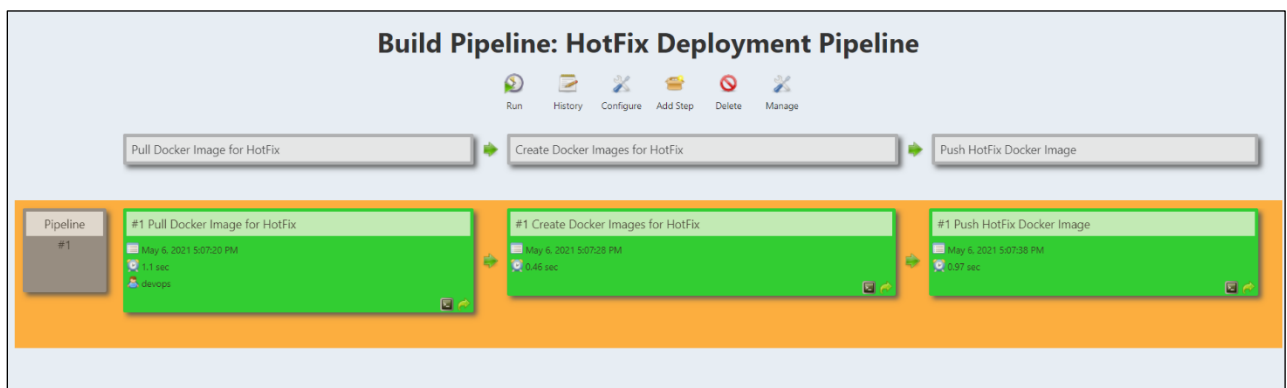 Build Pipeline: HotFix Deployment Pipeline
Run History Configure Add Step Delete Manage
Pull Docker Image for HotFix
Create Docker Images for HotFix
Push HotFix Docker Image
Pipeline
#1
#1 Pull Docker Image for HotFix
May 6, 2021 5:07:20 PM
1.1 sec
devops
#1 Create Docker Images for HotFix
May 6, 2021 5:07:28 PM
0.46 sec
#1 Push HotFix Docker Image
May 6, 2021 5:07:38 PM
0.97 sec